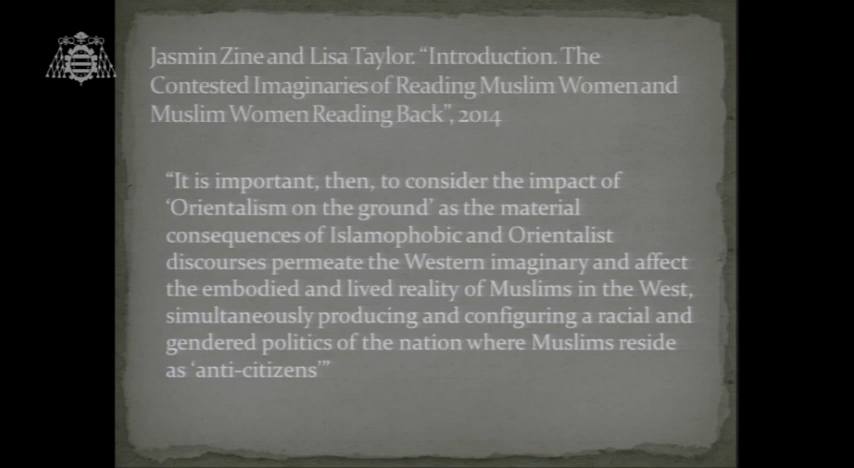 Jasmin Zine and Lisa Taylor. “Introduction. The
Contested Imaginaries of Reading Muslim Women and
Muslim Women Reading Back”, 2014
“It is important, then, to consider the impact of
‘Orientalism on the ground’ as the material
consequences of Islamophobic and Orientalist
discourses permeate the Western imaginary and affect
the embodied and lived reality of Muslims in the West,
simultaneously producing and configuring a racial and
gendered politics of the nation where Muslims reside
as ‘anti-citizens’”